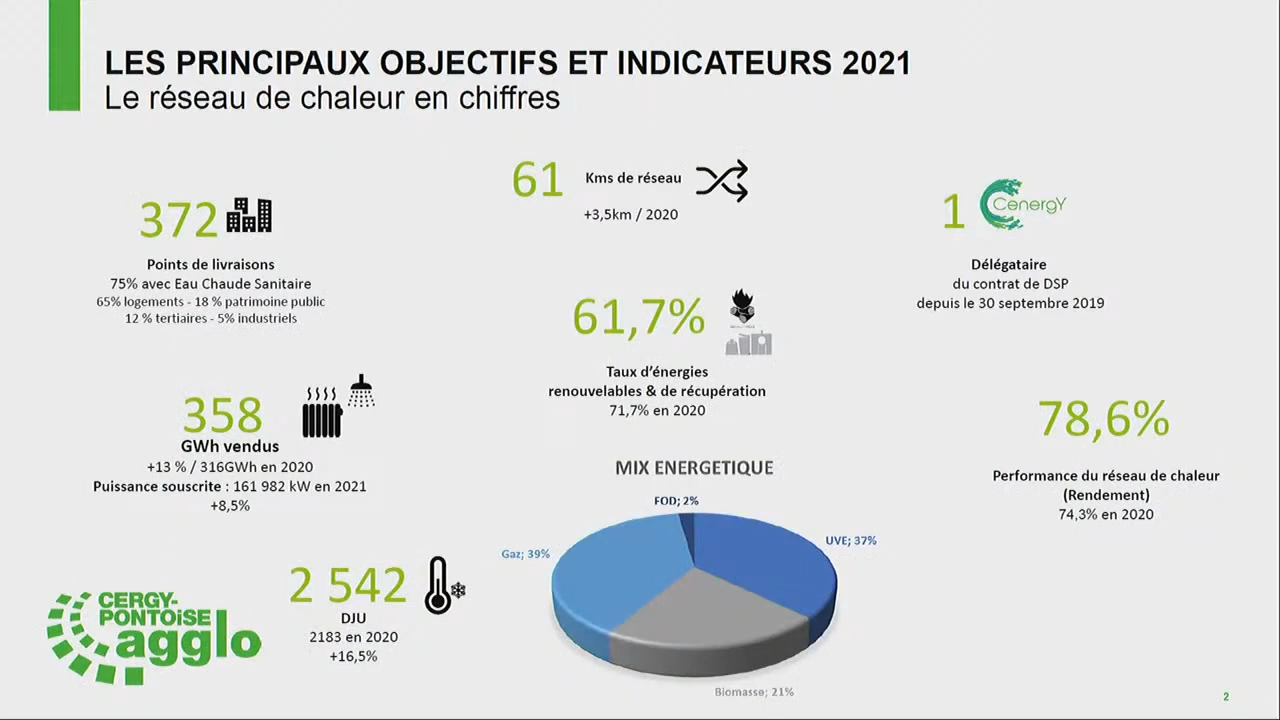 LES PRINCIPAUX OBJECTIFS ET INDICATEURS 2021
Le réseau de chaleur en chiffres
372
Points de livraisons
75% avec Eau Chaude Sanitaire
65% logements - 18 % patrimoine public
12 % tertiaires - 5% industriels
61 Kms de réseau
+3,5km / 2020
1 CenergY
Délégataire
du contrat de DSP
depuis le 30 septembre 2019
61,7%
Taux d'énergies
renouvelables & de récupération
71,7% en 2020
358
GWh vendus
+13 % / 316GWh en 2020
Puissance souscrite : 161 982 kW en 2021
+8,5%
78,6%
Performance du réseau de chaleur
(Rendement)
74,3% en 2020
MIX ENERGETIQUE
FOD; 2%
UVE; 37%
Gaz; 39%
Biomasse; 21%
2 542
DJU
2183 en 2020
+16,5%
CERGY-
PONTOiSE
agglo
2